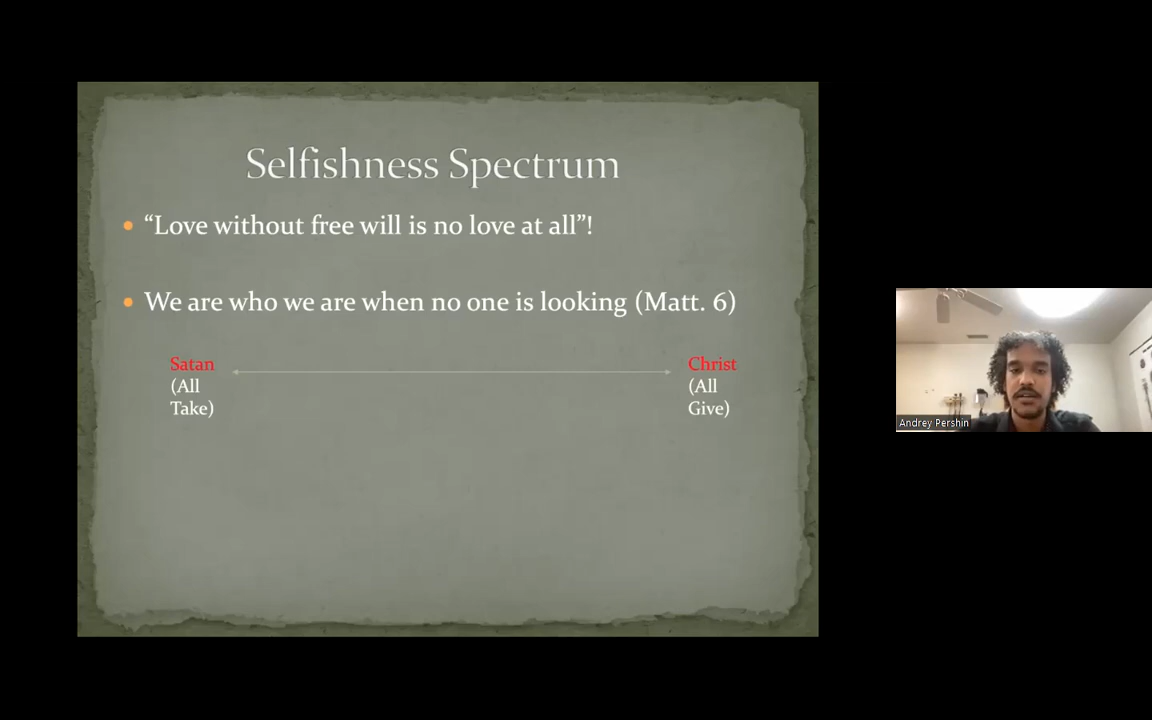 Selfishness Spectrum
“Love without free will is no love at all”!
We are who we are when no one is looking (Matt. 6)
Satan
(All
Take)
Christ
(All
Give)
Andrey Pershin